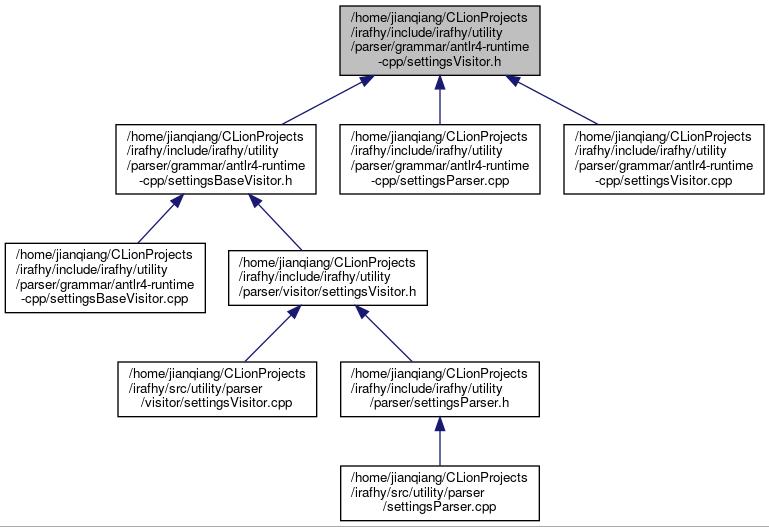 /home/jianqiang/CLionProjects
/irafhy/include/irafhy/utility
/parser/grammar/antlr4-runtime
-cpp/settingsVisitor.h
/home/jianqiang/CLionProjects
/irafhy/include/irafhy/utility
/parser/grammar/antlr4-runtime
-cpp/settingsBaseVisitor.h
/home/jianqiang/CLionProjects
/irafhy/include/irafhy/utility
/parser/grammar/antlr4-runtime
-cpp/settingsParser.cpp
/home/jianqiang/CLionProjects
/irafhy/include/irafhy/utility
/parser/grammar/antlr4-runtime
-cpp/settingsVisitor.cpp
/home/jianqiang/CLionProjects
/irafhy/include/irafhy/utility
/parser/grammar/antlr4-runtime
-cpp/settingsBaseVisitor.cpp
/home/jianqiang/CLionProjects
/irafhy/include/irafhy/utility
/parser/visitor/settingsVisitor.h
/home/jianqiang/CLionProjects
/irafhy/src/utility/parser
/visitor/settingsVisitor.cpp
/home/jianqiang/CLionProjects
/irafhy/include/irafhy/utility
/parser/settingsParser.h
/home/jianqiang/CLionProjects
/irafhy/src/utility/parser
/settingsParser.cpp